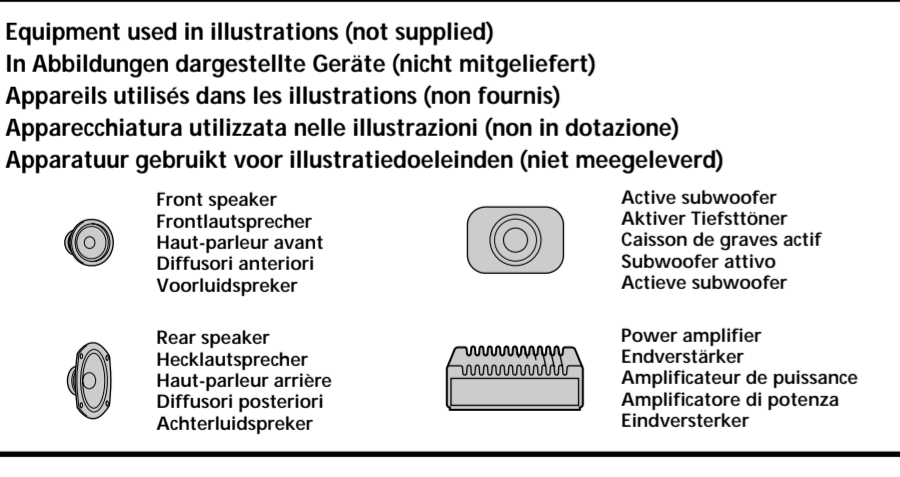 Equipment used in illustrations (not supplied)
In Abbildungen dargestellte Geräte (nicht mitgeliefert)
Appareils utilisés dans les illustrations (non fournis)
Apparecchiatura utilizzata nelle illustrazioni (non in dotazione)
Apparatuur gebruikt voor illustratiedoeleinden (niet meegeleverd)
Front speaker
Frontlautsprecher
Haut-parleur avant
Diffusori anteriori
Voorluidspreker
Active subwoofer
Aktiver Tiefsttöner
Caisson de graves actif
Subwoofer attivo
Actieve subwoofer
Rear speaker
Hecklautsprecher
Haut-parleur arrière
Diffusori posteriori
Achterluidspreker
Power amplifier
Endverstärker
Amplificateur de puissance
Amplificatore di potenza
Eindversterker